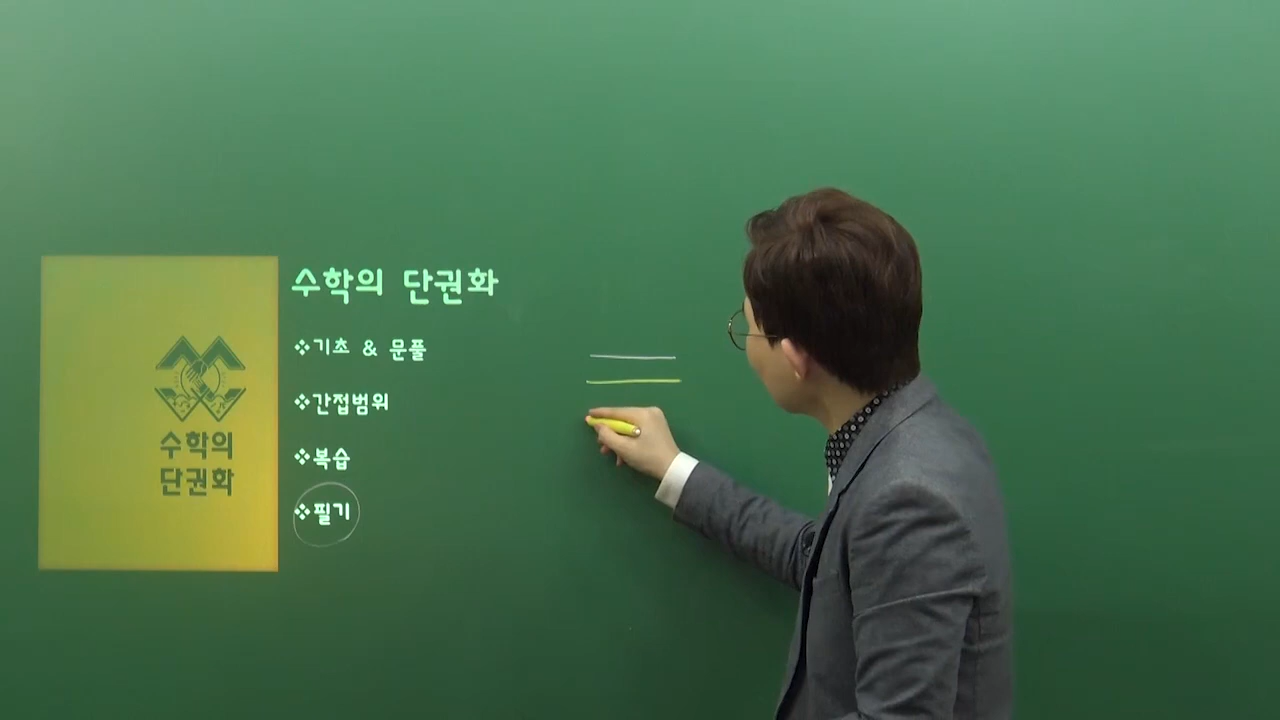 수학의 단권화
❖기초 & 문풀
❖간접범위
❖복습
❖필기
수학의
단권화